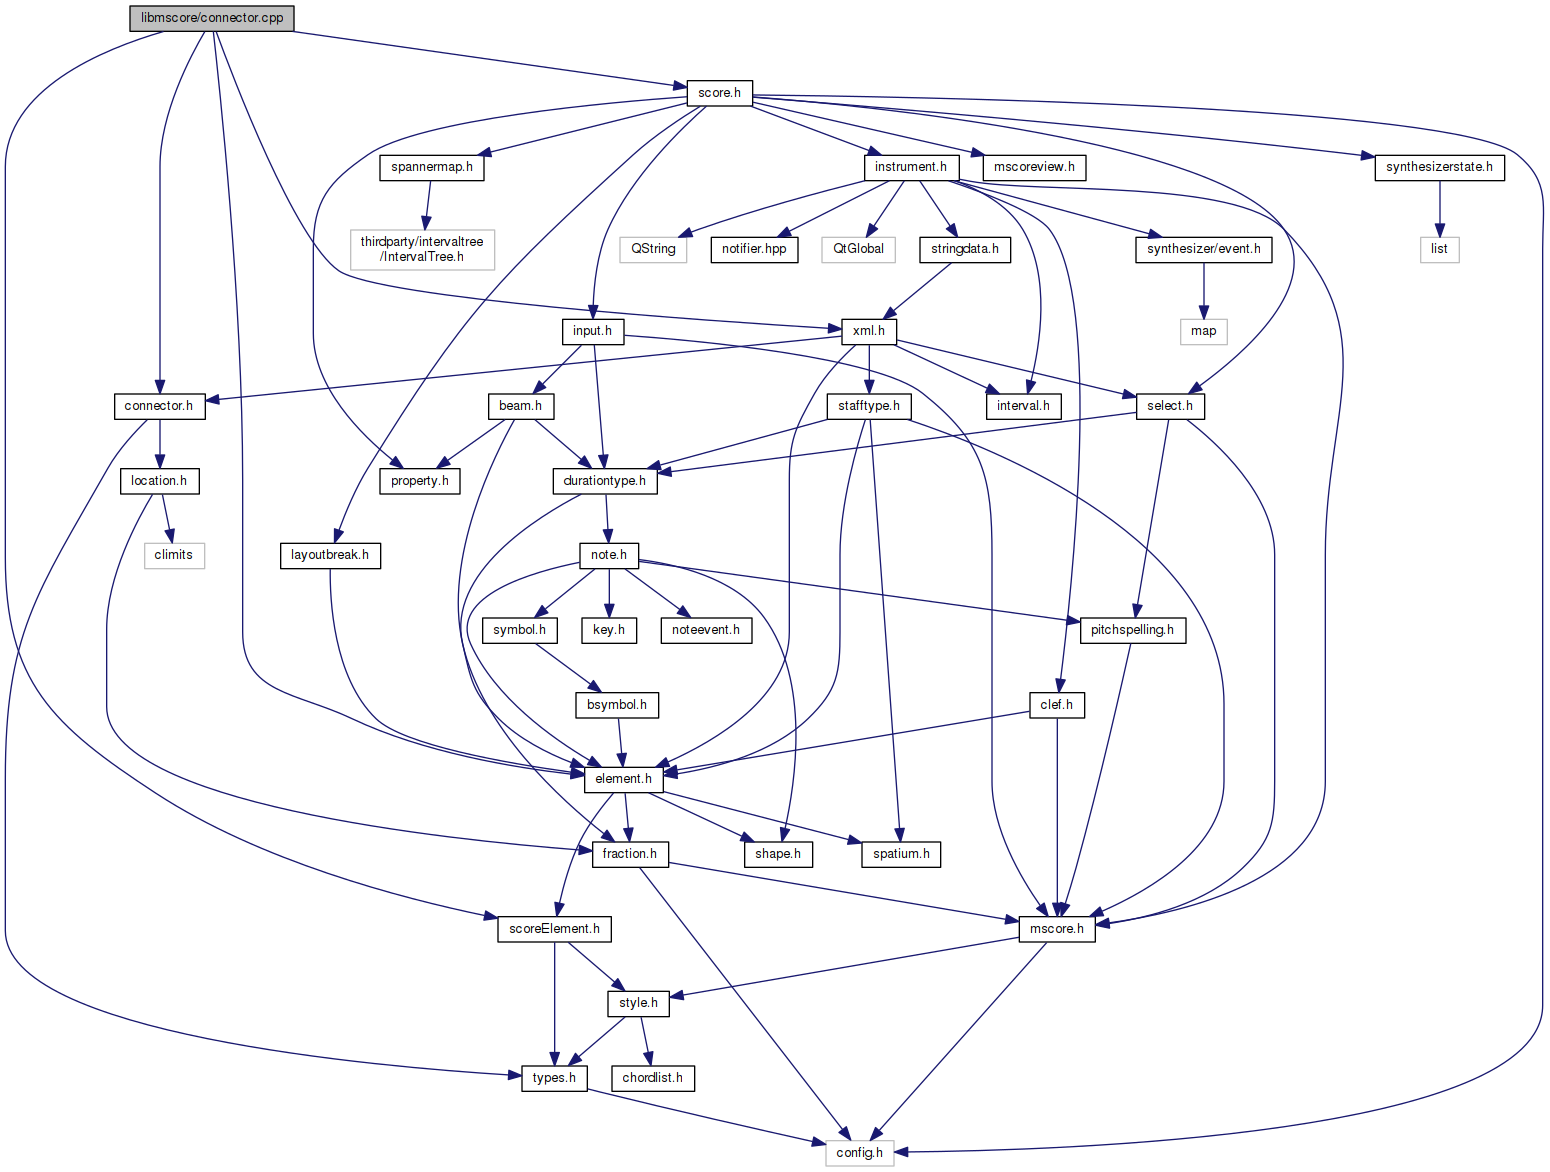 libmscore/connector.cpp
score.h
spannermap.h
instrument.h
mscoreview.h
synthesizerstate.h
thirdparty/intervaltree
/IntervalTree.h
QString
notifier.hpp
QtGlobal
stringdata.h
synthesizer/event.h
list
input.h
xml.h
map
connector.h
beam.h
stafftype.h
interval.h
select.h
location.h
property.h
durationtype.h
climits
layoutbreak.h
note.h
symbol.h
key.h
noteevent.h
pitchspelling.h
bsymbol.h
clef.h
element.h
fraction.h
shape.h
spatium.h
scoreElement.h
mscore.h
style.h
types.h
chordlist.h
config.h